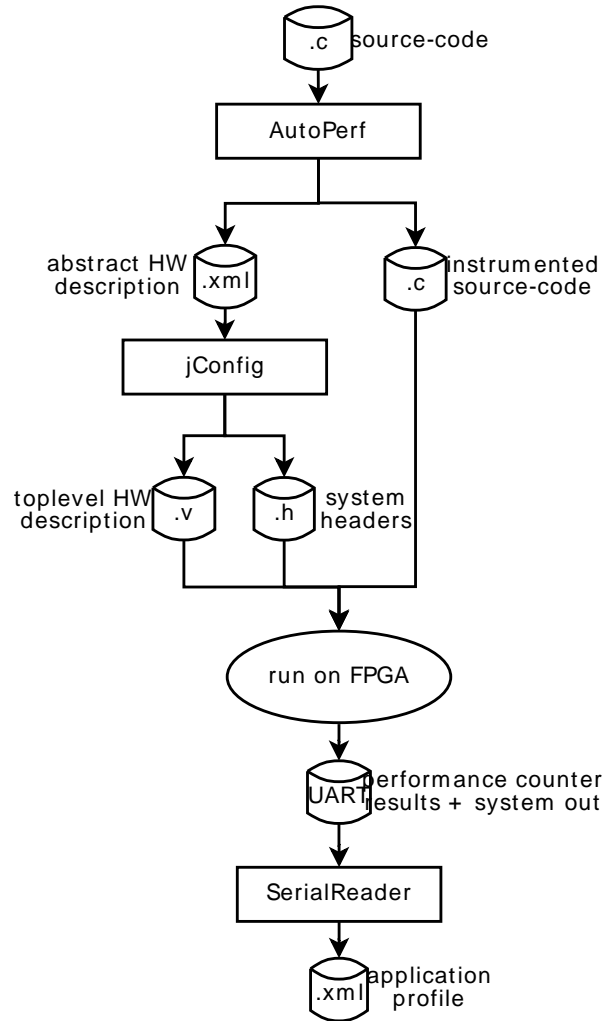 .c source-code
AutoPerf
abstract HW
description
.xml
.c
instrumented
source-code
jConfig
toplevel HW
description
.v
.h
system
headers
run on FPGA
UART
performance counter
results + system out
SerialReader
.xml
application
profile